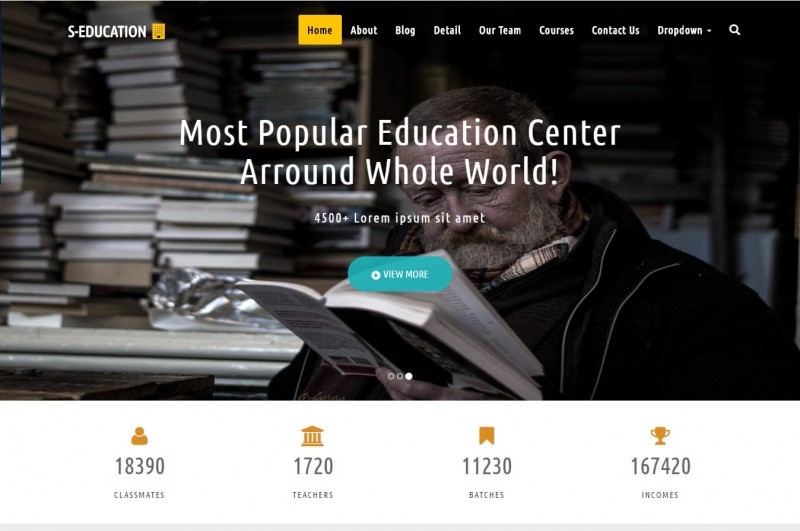 S-EDUCATION
Home About Blog Detail Our Team Courses Contact Us Dropdown
Most Popular Education Center
Arround Whole World!
4500+ Lorem ipsum sit amet
VIEW MORE
18390 1720 11230 167420
CLASSMATES TEACHERS BATCHES INCOMES